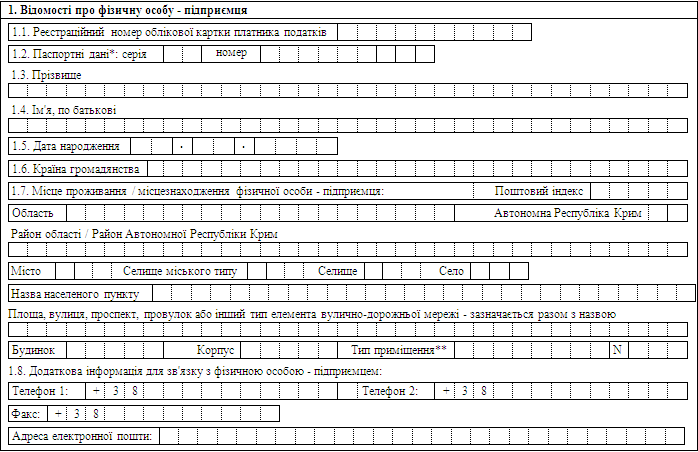 1. Відомості про фізичну особу - підприємця
1.1. Реєстраційний номер облікової картки платника податків
1.2. Паспортні дані*: серія номер
1.3. Прізвище
1.4. Ім'я, по батькові
1.5. Дата народження . .
1.6. Країна громадянства
1.7. Місце проживання / місцезнаходження фізичної особи - підприємця: Поштовий індекс
Область Автономна Республіка Крим
Район області / Район Автономної Республіки Крим
Місто Селище міського типу Селище Село
Назва населеного пункту
Площа, вулиця, проспект, провулок або інший тип елемента вулично-дорожньої мережі - зазначається разом з назвою
Будинок Корпус Тип приміщення** N
1.8. Додаткова інформація для зв'язку з фізичною особою - підприємцем:
Телефон 1: + 3 8 Телефон 2: + 3 8
Факс: + 3 8
Адреса електронної пошти: